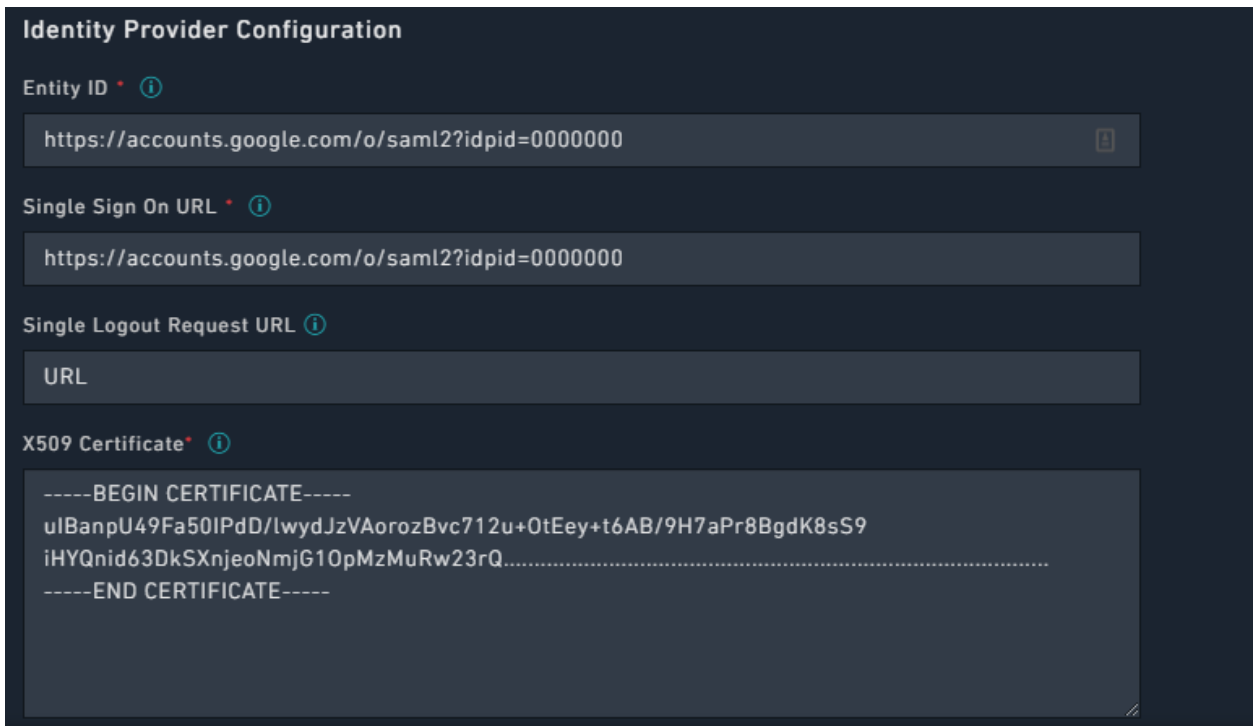 Identity Provider Configuration
Entity ID *
https://accounts.google.com/o/saml2?idpid=0000000
Single Sign On URL *
https://accounts.google.com/o/saml2?idpid=0000000
Single Logout Request URL
URL
X509 Certificate*
-----BEGIN CERTIFICATE-----
uIBanpU49Fa50IPdD/lwydJzVAorozBvc712u+OtEey+t6AB/9H7aPr8BgdK8sS9
iHYQnid63DkSXnjeoNmjG1OpMzMuRw23rQ........................................................................................
-----END CERTIFICATE-----